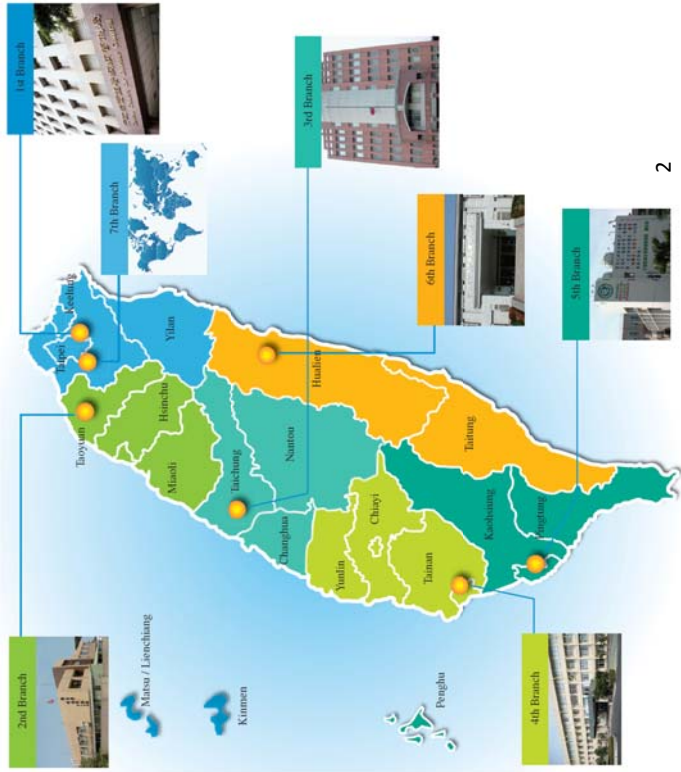 1st Branch
7th Branch
3rd Branch
6th Branch
5th Branch
2nd Branch
4th Branch
Keelung
Taipei
Yilan
Taoyuan
Hsinchu
Miaoli
Taichung
Changhua
Nantou
Hualien
Yunlin
Chiayi
Tainan
Kaohsiung
Pingtung
Taitung
Matsu / Lienchiang
Kinmen
Penghu
2